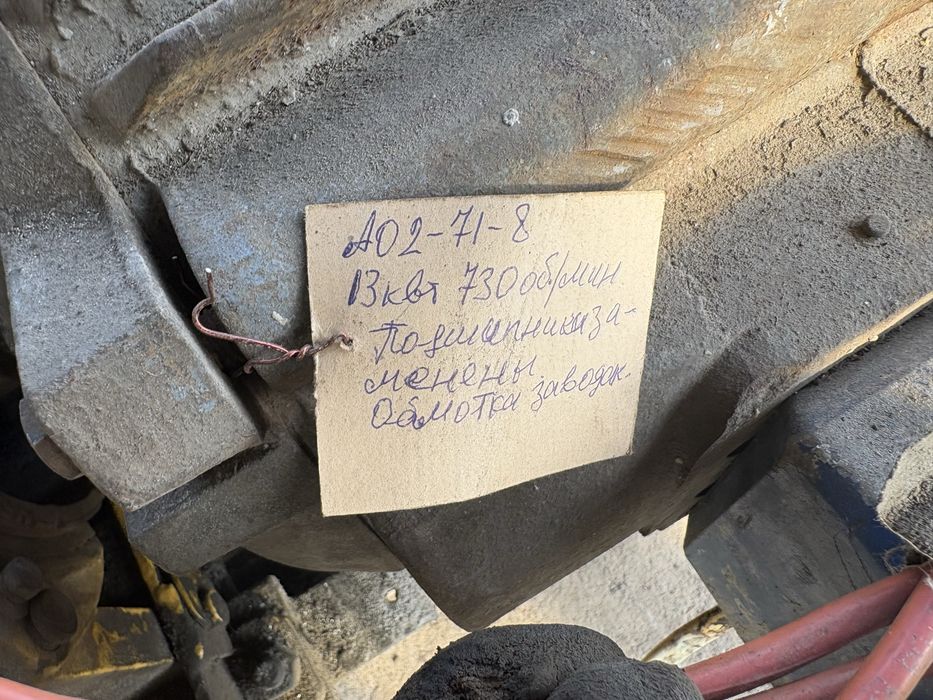 АО2-71-8
13квт 730об/мин
Подшипники за-
менены.
Обмотка заводск.